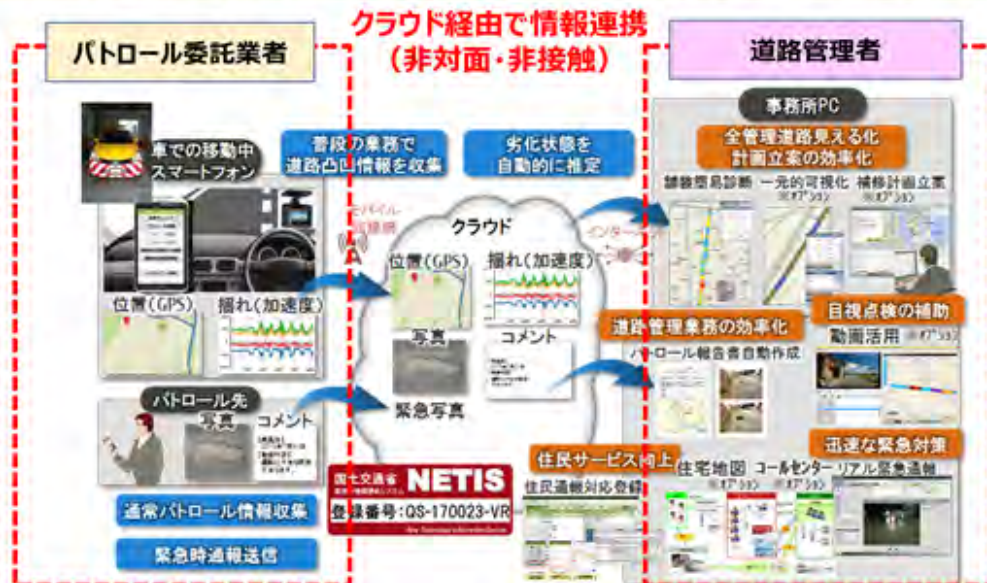 クラウド経由で情報連携
（非対面・非接触）
パトロール委託業者
車での移動中
スマートフォン
普段の業務で
道路凸凹情報を収集
劣化状態を
自動的に推定
位置(GPS)
揺れ(加速度)
パトロール先
写真
コメント
通常パトロール情報収集
緊急時通報送信
モバイル
クラウド
位置(GPS)
揺れ(加速度)
写真
コメント
緊急写真
国土交通省
NETIS
登録番号:QS-170023-VR
道路管理者
事務所PC
全管理道路見える化
計画立案の効率化
舗装簡易診断
一元的可視化
※オプション
補修計画立案
※オプション
道路管理業務の効率化
パトロール報告書自動作成
目視点検の補助
動画活用 ※オプション
迅速な緊急対策
リアル緊急通報
住民サービス向上
住民通報対応登録
住宅地図
※オプション
コールセンター
※オプション